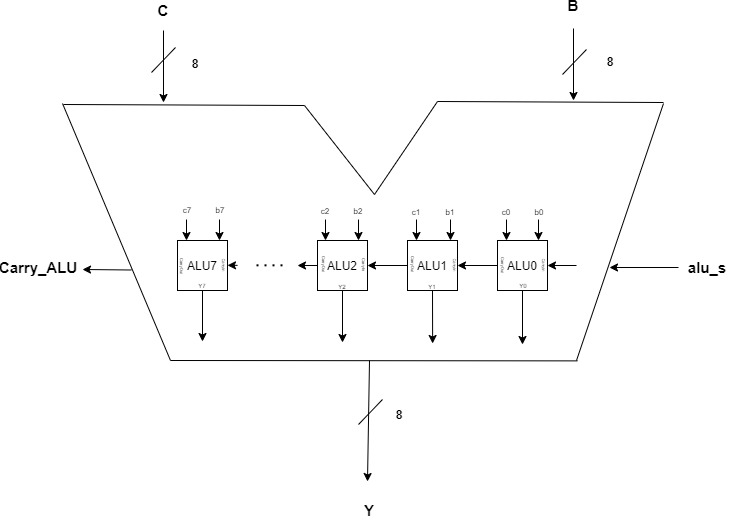 C
B
8
8
c7
b7
c2
b2
c1
b1
c0
b0
Carry_ALU
ALU7
....
ALU2
ALU1
ALU0
alu_s
Y7
Y2
Y1
Y0
8
Y